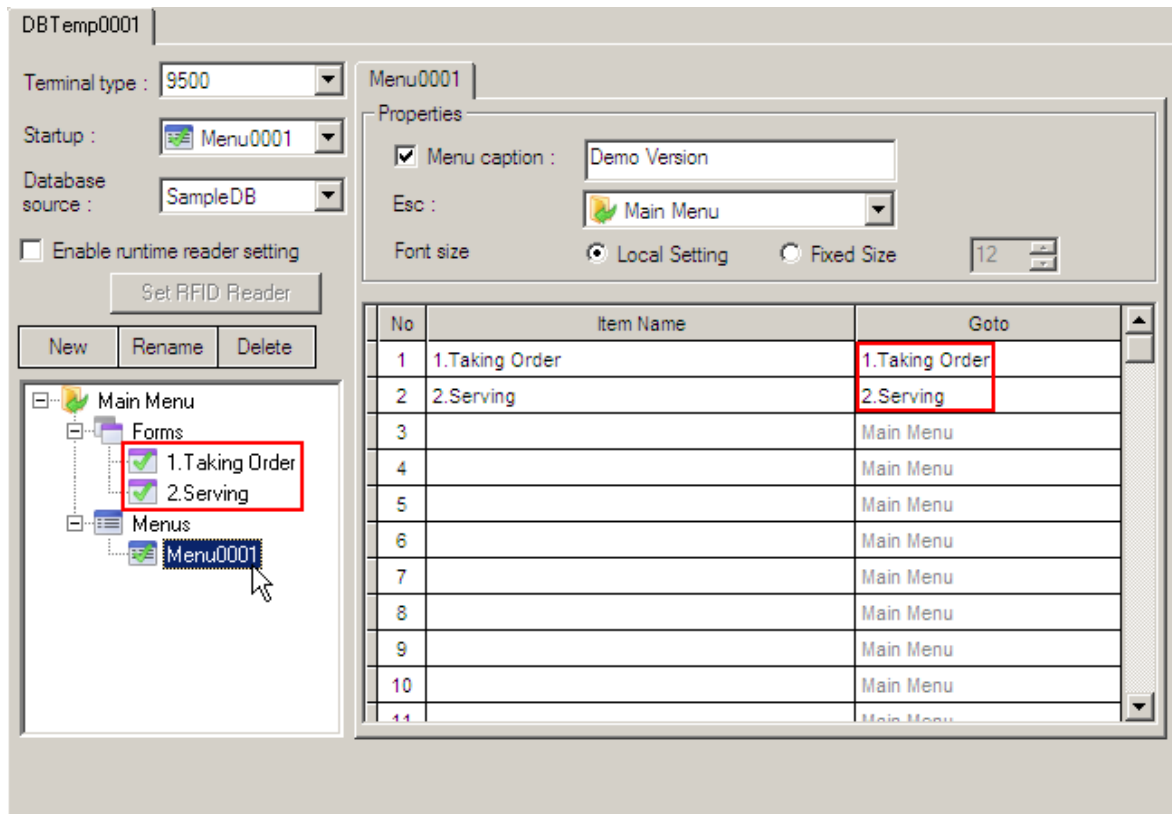 DBTemp0001
Terminal type : 9500
Startup : Menu0001
Database source : SampleDB
Enable runtime reader setting
Set RFID Reader
New Rename Delete
Main Menu
Forms
1.Taking Order
2.Serving
Menus
Menu0001
Menu0001
Properties
Menu caption : Demo Version
Esc : Main Menu
Font size Local Setting Fixed Size 12
No Item Name Goto
1 1.Taking Order 1.Taking Order
2 2.Serving 2.Serving
3 Main Menu
4 Main Menu
5 Main Menu
6 Main Menu
7 Main Menu
8 Main Menu
9 Main Menu
10 Main Menu
11 Main Menu